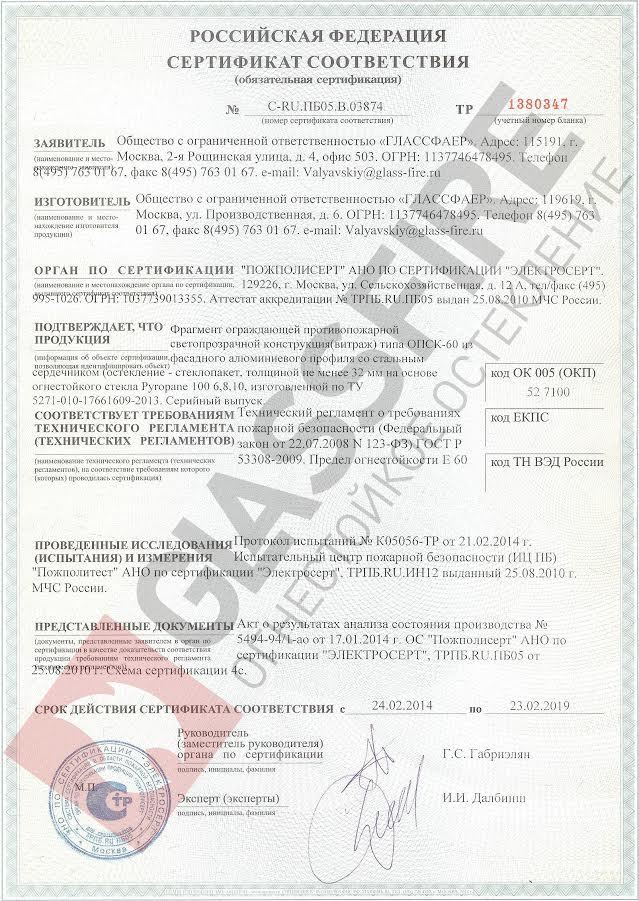 РОССИЙСКАЯ ФЕДЕРАЦИЯ
СЕРТИФИКАТ СООТВЕТСТВИЯ
(обязательная сертификация)
№ C-RU.ПБ05.В.03874 ТР 1380347
(номер сертификата соответствия) (учетный номер бланка)
ЗАЯВИТЕЛЬ Общество с ограниченной ответственностью «ГЛАССФАЕР». Адрес: 115191, г.
(наименование и место- Москва, 2-я Рощинская улица, д. 4, офис 503. ОГРН: 1137746478495. Телефон
8(495) 763 01 67, факе 8(495) 763 01 67. e-mail: Valyavskiy@glass-fire.ru
ИЗГОТОВИТЕЛЬ Общество с ограниченной ответственностью «ГЛАССФАЕР». Адрес: 119619, г.
(наименование и место- Москва, ул. Производственная, д. 6. ОГРН: 1137746478495. Телефон 8(495) 763
нахождение изготовителя 01 67, факе 8(495) 763 01 67. e-mail: Valyavskiy@glass-fire.ru
продукции)
ОРГАН ПО СЕРТИФИКАЦИИ "ПОЖПОЛИСЕРТ" АНО ПО СЕРТИФИКАЦИИ "ЭЛЕКТРОСЕРТ".
(наименование и местонахождение органа по сертификации, 129226, г. Москва, ул. Сельскохозяйственная, д. 12 А, тел/факс (495)
995-1026. ОГРН: 1037739013355. Аттестат аккредитации № ТРПБ.RU.ПБ05 выдан 25.08.2010 МЧС России.
ПОДТВЕРЖДАЕТ, ЧТО
ПРОДУКЦИЯ Фрагмент ограждающей противопожарной
светопрозрачной конструкция(витраж) типа ОПСК-60 из
(информация об объекте сертификации, фасадного алюминиевого профиля со стальным
позволяющая идентифицировать объект)
сердечником (остекление - стеклопакет, толщиной не менее 32 мм на основе
огнестойкого стекла Pyropane 100 6,8,10, изготовленной по ТУ
5271-010-17661609-2013. Серийный выпуск.
код ОК 005 (ОКП)
52 7100
СООТВЕТСТВУЕТ ТРЕБОВАНИЯМ Технический регламент о требованиях
ТЕХНИЧЕСКОГО РЕГЛАМЕНТА пожарной безопасности (Федеральный
(ТЕХНИЧЕСКИХ РЕГЛАМЕНТОВ) закон от 22.07.2008 N 123-ФЗ) ГОСТ Р
53308-2009. Предел огнестойкости E 60
(наименование технического регламента (технических
регламентов), на соответствие требованиям которого
(которых) проводилась сертификация)
код ЕКПС
код ТН ВЭД России
ПРОВЕДЕННЫЕ ИССЛЕДОВАНИЯ Протокол испытаний № К05056-ТР от 21.02.2014 г.
(ИСПЫТАНИЯ) И ИЗМЕРЕНИЯ Испытательный центр пожарной безопасности (ИЦ ПБ)
"Пожполитест" АНО по сертификации "Электросерт", ТРПБ.RU.ИН12 выданный 25.08.2010 г.
МЧС России.
ПРЕДСТАВЛЕННЫЕ ДОКУМЕНТЫ Акт о результатах анализа состояния производства №
(документы, представленные заявителем в орган по 5494-94/1-ао от 17.01.2014 г. ОС "Пожполисерт" АНО по
сертификации в качестве доказательств соответствия
продукции требованиям технического регламента сертификации "ЭЛЕКТРОСЕРТ", ТРПБ.RU.ПБ05 от
25.08.2010 г. Схема сертификации 4с.
СРОК ДЕЙСТВИЯ СЕРТИФИКАТА СООТВЕТСТВИЯ с 24.02.2014 по 23.02.2019
Руководитель
(заместитель руководителя)
органа по сертификации Г.С. Габриэлян
подпись, инициалы, фамилия
М.П.
Эксперт (эксперты) И.И. Далбинш
подпись, инициалы, фамилия
GLASSFIRE
ОГНЕСТОЙКОЕ ОСТЕКЛЕНИЕ
АНО ПО СЕРТИФИКАЦИИ "ЭЛЕКТРОСЕРТ"
ТРПБ.RU.ПБ05
Москва